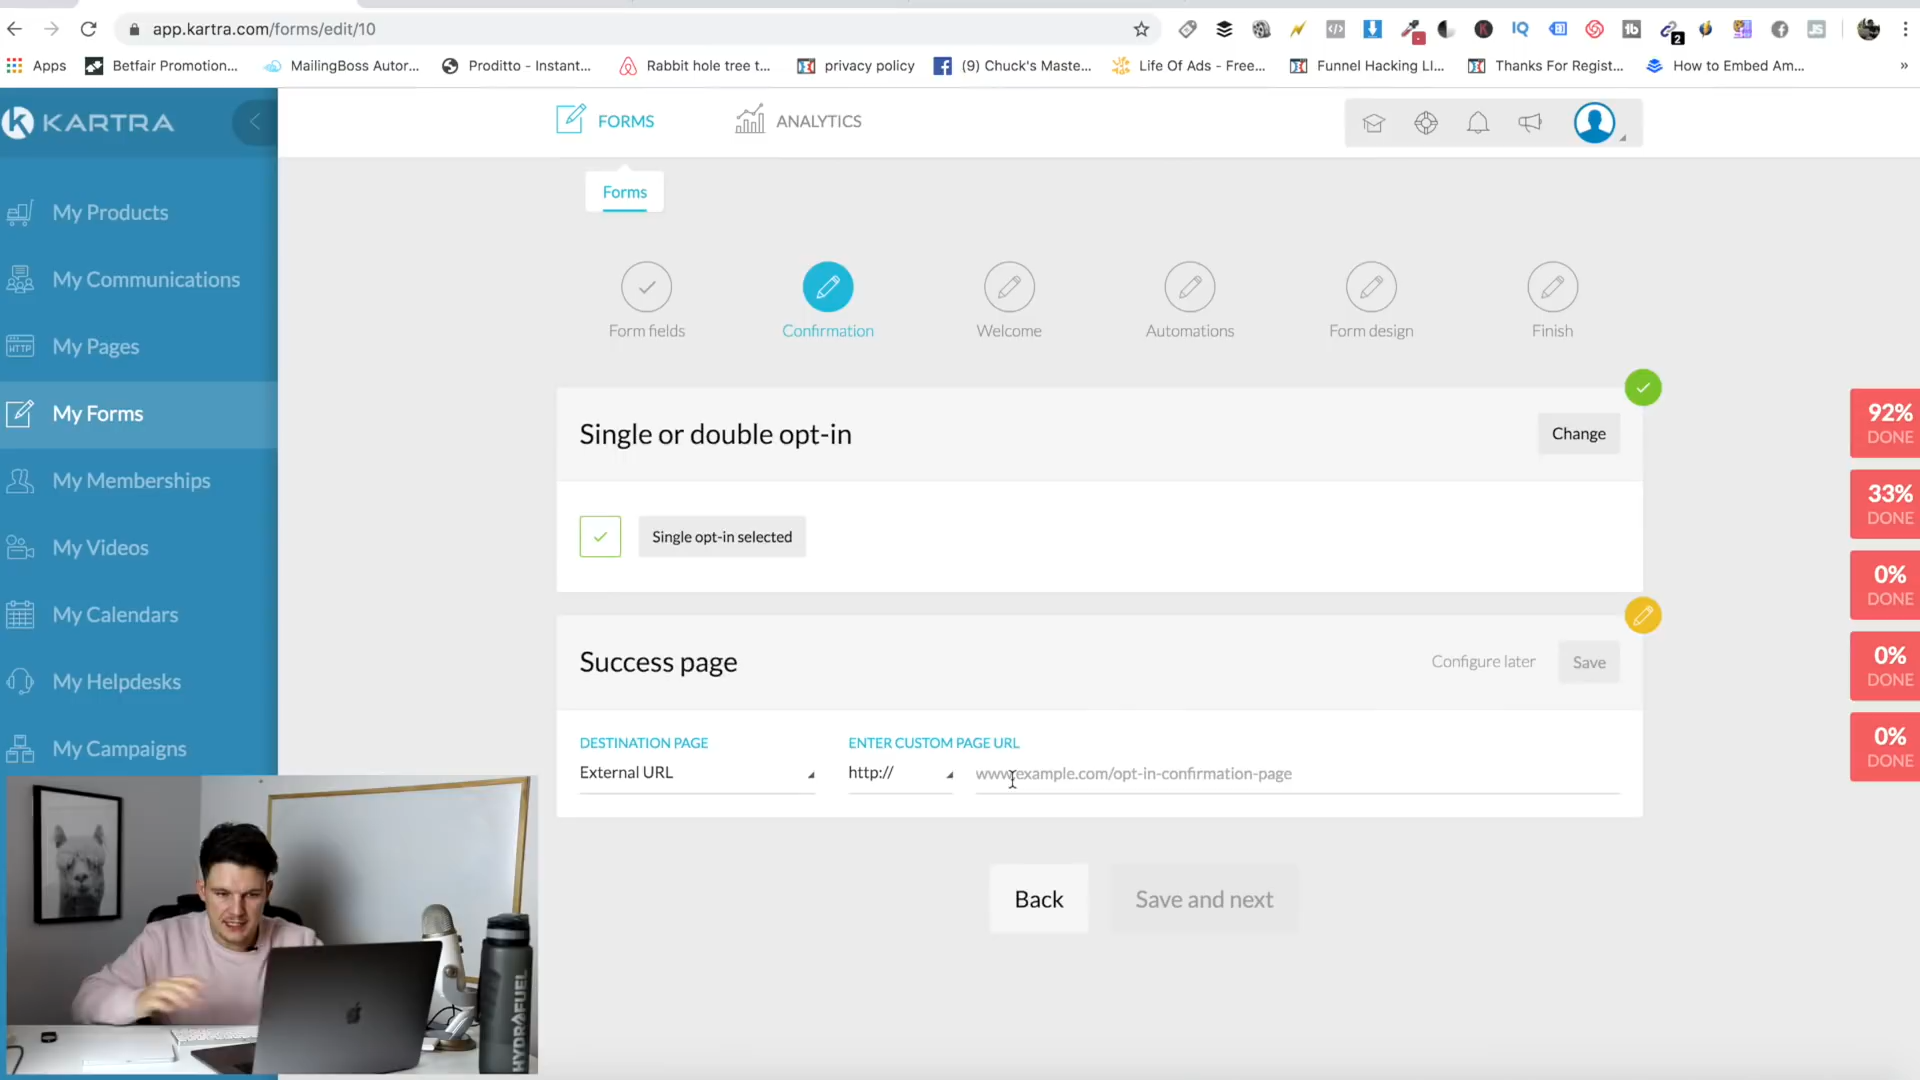 app.kartra.com/forms/edit/10
Apps
Betfair Promotion...
MailingBoss Autor...
Proditto - Instant...
Rabbit hole tree t...
privacy policy
(9) Chuck's Maste...
Life Of Ads - Free...
Funnel Hacking LI...
Thanks For Regist...
How to Embed Am...
»
KARTRA
FORMS
ANALYTICS
Forms
My Products
My Communications
My Pages
My Forms
My Memberships
My Videos
My Calendars
My Helpdesks
My Campaigns
Form fields
Confirmation
Welcome
Automations
Form design
Finish
Single or double opt-in
Change
Single opt-in selected
Success page
Configure later
Save
DESTINATION PAGE
ENTER CUSTOM PAGE URL
External URL
http://
www.example.com/opt-in-confirmation-page
Back
Save and next
92%
DONE
33%
DONE
0%
DONE
0%
DONE
0%
DONE
HYDRAFUEL